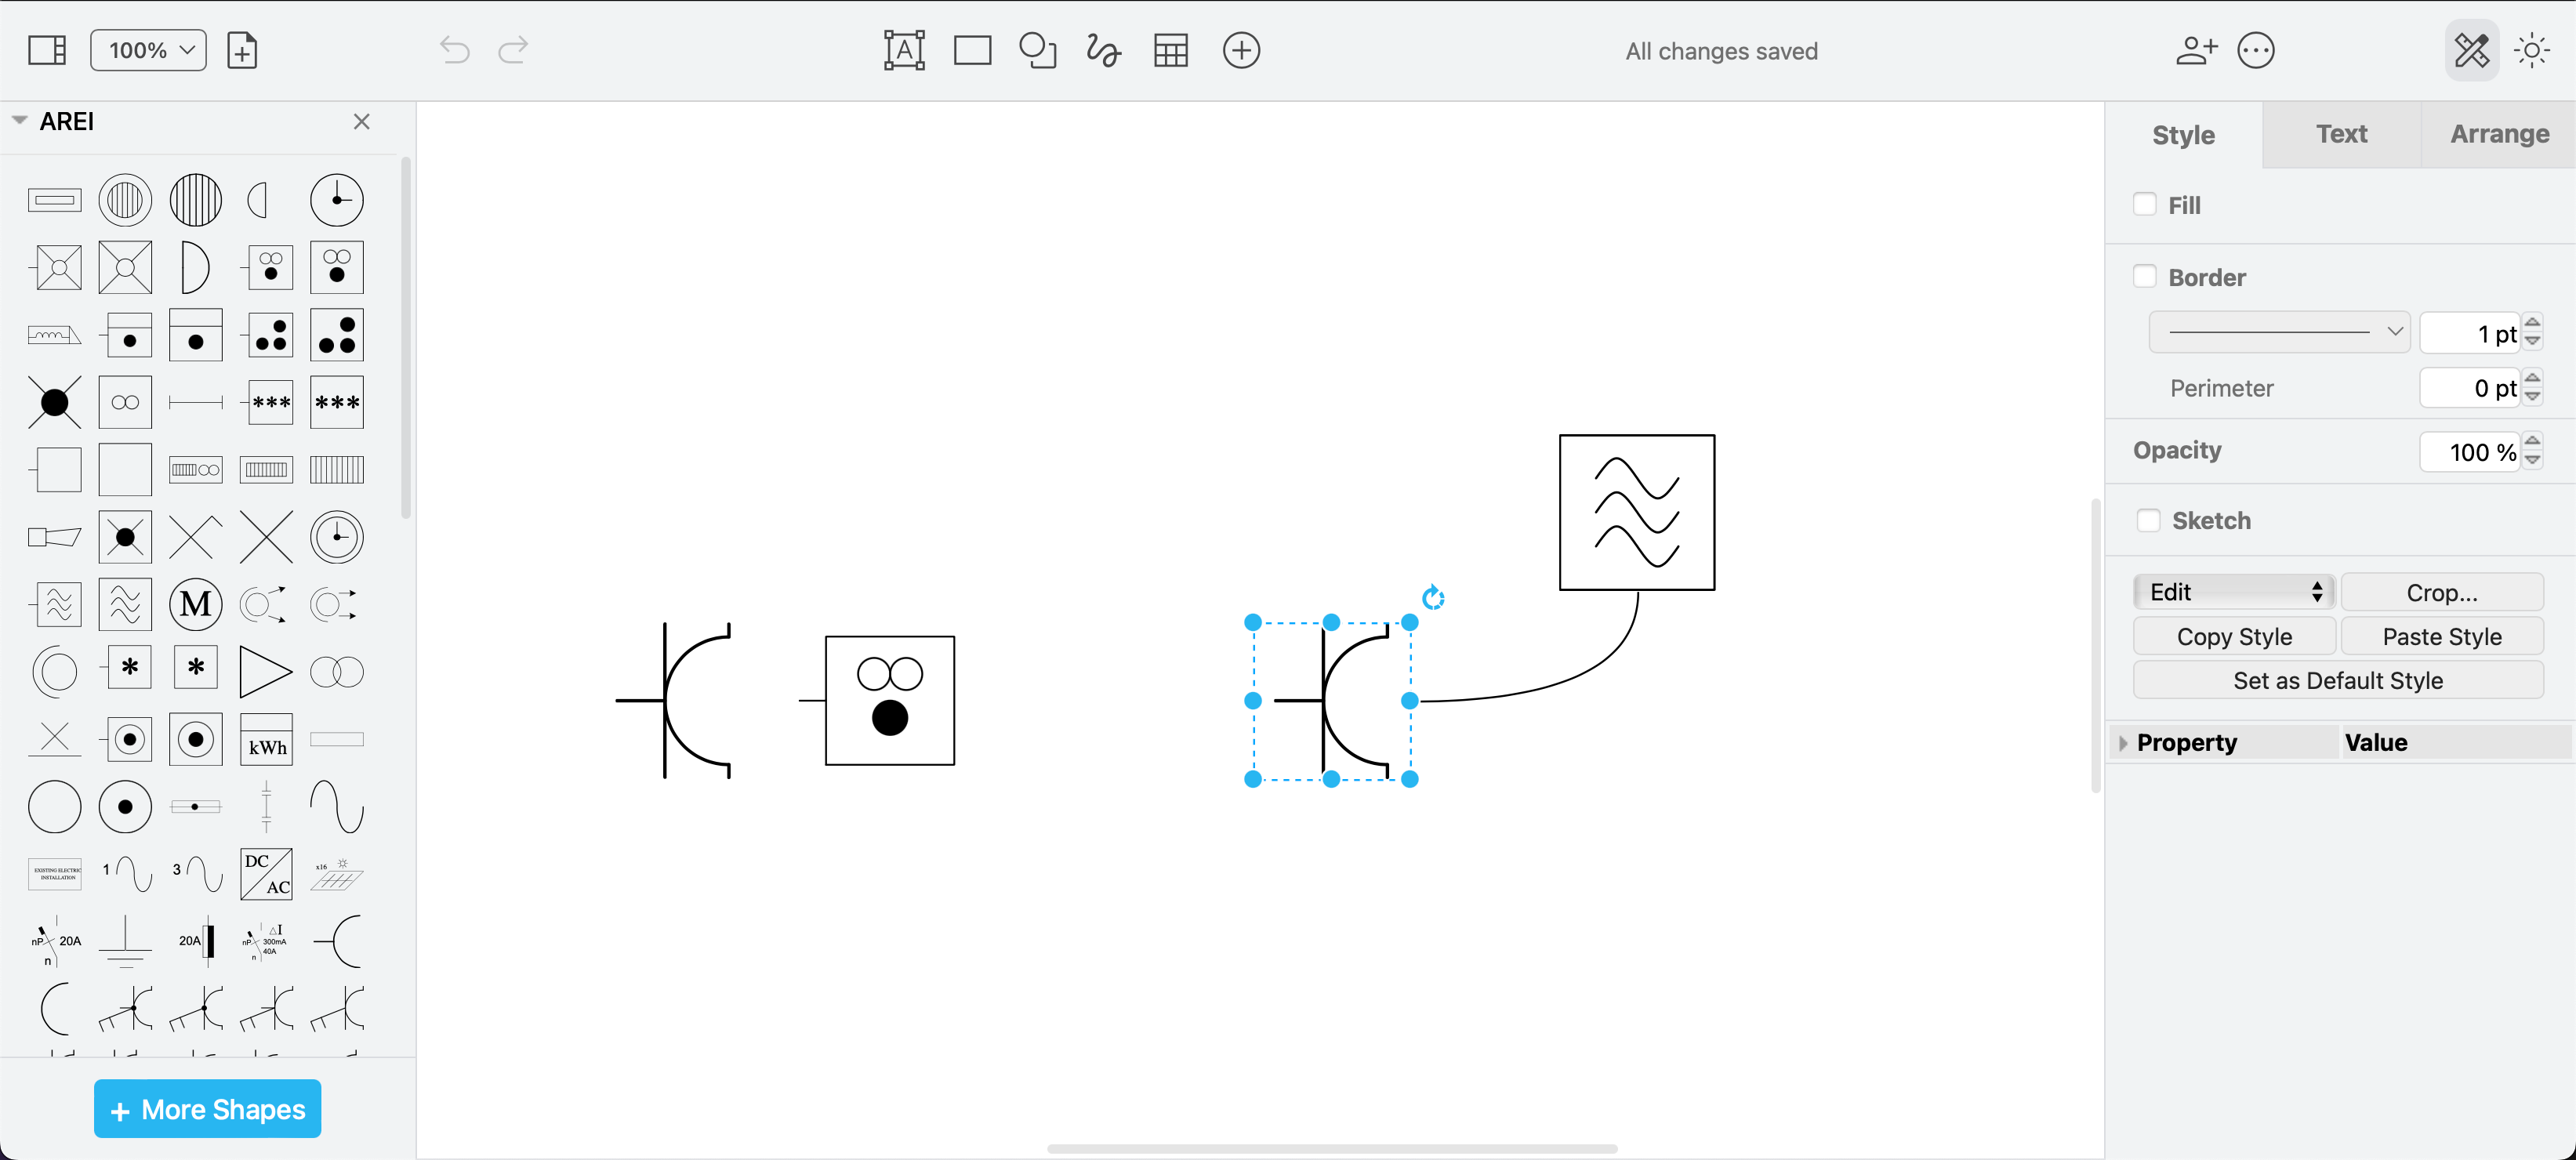 100%
All changes saved
AREI
Style
Text
Arrange
Fill
Border
1 pt
Perimeter
0 pt
Opacity
100 %
Sketch
Edit
Crop...
Copy Style
Paste Style
Set as Default Style
Property
Value
A
***
***
M
*
*
kWh
EXISTING ELECTRIC
INSTALLATION
1
3
DC
AC
x16
nP
20A
n
20A
△I
nP
300mA
40A
n
+ More Shapes